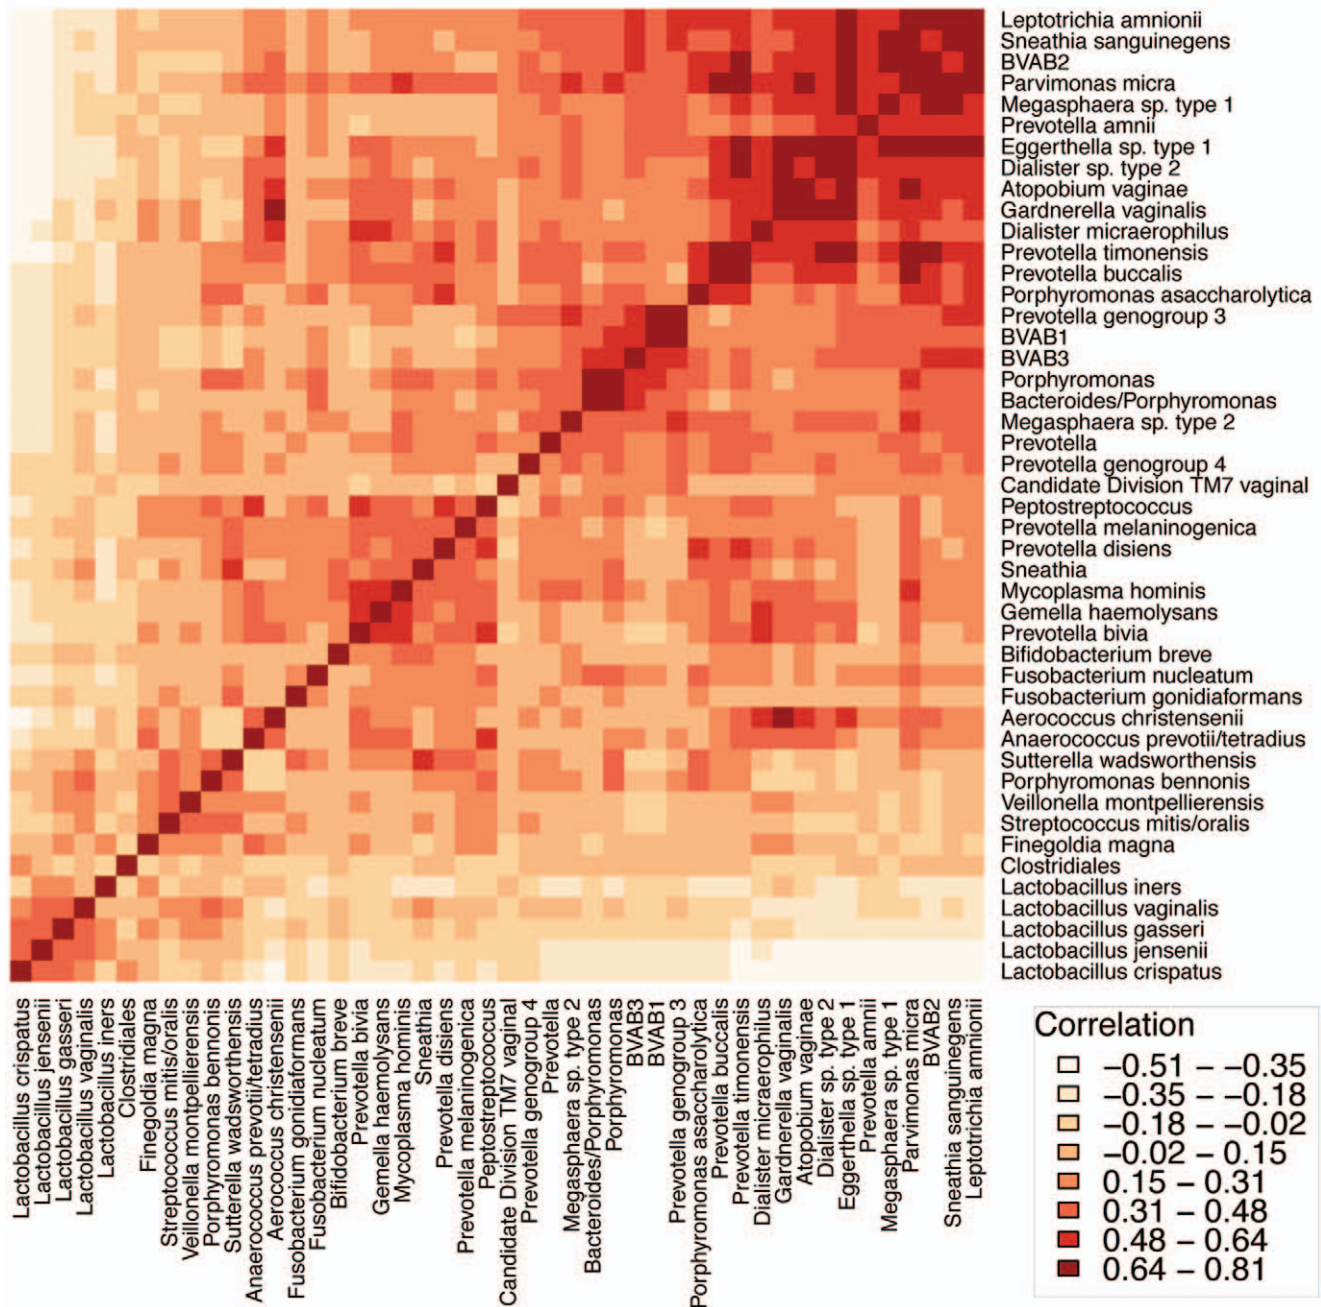 Leptotrichia amnionii
Sneathia sanguinegens
BVAB2
Parvimonas micra
Megasphaera sp. type 1
Prevotella amnii
Eggerthella sp. type 1
Dialister sp. type 2
Atopobium vaginae
Gardnerella vaginalis
Dialister micraerophilus
Prevotella timonensis
Prevotella buccalis
Porphyromonas asaccharolytica
Prevotella genogroup 3
BVAB1
BVAB3
Porphyromonas
Bacteroides/Porphyromonas
Megasphaera sp. type 2
Prevotella
Prevotella genogroup 4
Candidate Division TM7 vaginal
Peptostreptococcus
Prevotella melaninogenica
Prevotella disiens
Sneathia
Mycoplasma hominis
Gemella haemolysans
Prevotella bivia
Bifidobacterium breve
Fusobacterium nucleatum
Fusobacterium gonidiaformans
Aerococcus christensenii
Anaerococcus prevotii/tetradius
Sutterella wadsworthensis
Porphyromonas bennonis
Veillonella montpellierensis
Streptococcus mitis/oralis
Finegoldia magna
Clostridiales
Lactobacillus iners
Lactobacillus vaginalis
Lactobacillus gasseri
Lactobacillus jensenii
Lactobacillus crispatus
Lactobacillus crispatus
Lactobacillus jensenii
Lactobacillus gasseri
Lactobacillus vaginalis
Lactobacillus iners
Clostridiales
Finegoldia magna
Streptococcus mitis/oralis
Veillonella montpellierensis
Porphyromonas bennonis
Sutterella wadsworthensis
Anaerococcus prevotii/tetradius
Aerococcus christensenii
Fusobacterium gonidiaformans
Fusobacterium nucleatum
Bifidobacterium breve
Prevotella bivia
Gemella haemolysans
Mycoplasma hominis
Sneathia
Prevotella disiens
Prevotella melaninogenica
Peptostreptococcus
Candidate Division TM7 vaginal
Prevotella genogroup 4
Prevotella
Megasphaera sp. type 2
Bacteroides/Porphyromonas
Porphyromonas
BVAB3
BVAB1
Prevotella genogroup 3
Porphyromonas asaccharolytica
Prevotella buccalis
Prevotella timonensis
Dialister micraerophilus
Gardnerella vaginalis
Atopobium vaginae
Dialister sp. type 2
Eggerthella sp. type 1
Prevotella amnii
Megasphaera sp. type 1
Parvimonas micra
BVAB2
Sneathia sanguinegens
Leptotrichia amnionii
Correlation
−0.51 − −0.35
−0.35 − −0.18
−0.18 − −0.02
−0.02 − 0.15
0.15 − 0.31
0.31 − 0.48
0.48 − 0.64
0.64 − 0.81